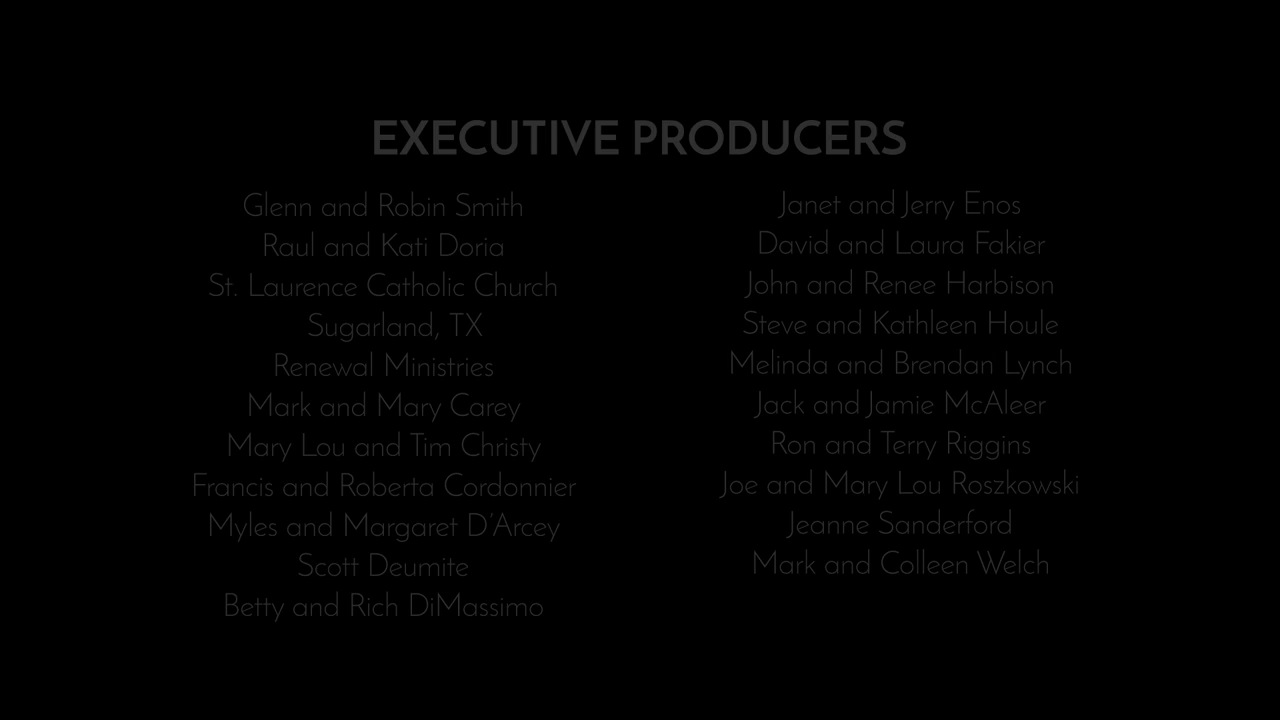 EXECUTIVE PRODUCERS
Glenn and Robin Smith
Raul and Kati Doria
St. Laurence Catholic Church
Sugarland, TX
Renewal Ministries
Mark and Mary Carey
Mary Lou and Tim Christy
Francis and Roberta Cordonnier
Myles and Margaret D'Arcey
Scott Deumite
Betty and Rich DiMassimo
Janet and Jerry Enos
David and Laura Fakier
John and Renee Harbison
Steve and Kathleen Houle
Melinda and Brendan Lynch
Jack and Jamie McAleer
Ron and Terry Riggins
Joe and Mary Lou Roszkowski
Jeanne Sanderford
Mark and Colleen Welch